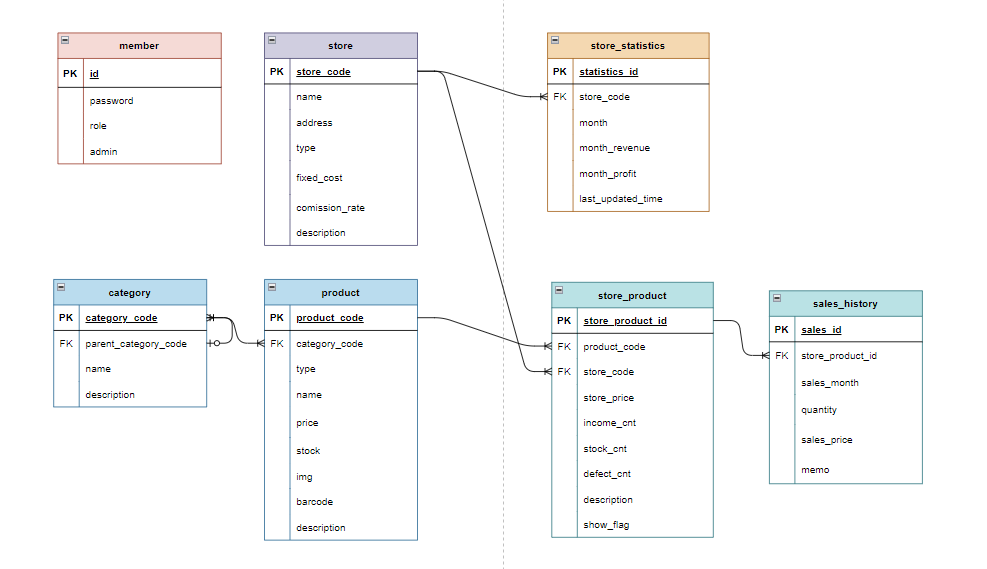 member
PK id
password
role
admin
store
PK store_code
name
address
type
fixed_cost
comission_rate
description
store_statistics
PK statistics_id
FK store_code
month
month_revenue
month_profit
last_updated_time
category
PK category_code
FK parent_category_code
name
description
product
PK product_code
FK category_code
type
name
price
stock
img
barcode
description
store_product
PK store_product_id
FK product_code
FK store_code
store_price
income_cnt
stock_cnt
defect_cnt
description
show_flag
sales_history
PK sales_id
FK store_product_id
sales_month
quantity
sales_price
memo